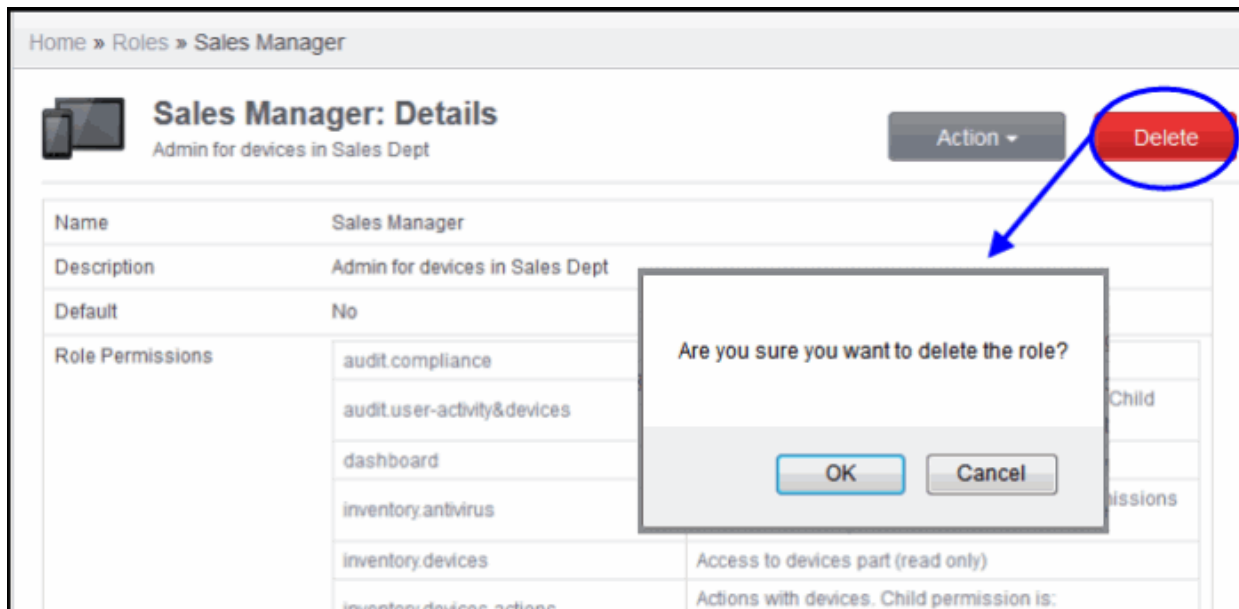 Home » Roles » Sales Manager
Sales Manager: Details
Admin for devices in Sales Dept
Action
Delete
Name Sales Manager
Description Admin for devices in Sales Dept
Default No
Role Permissions audit.compliance
audit.user-activity&devices Child
dashboard
inventory.antivirus
inventory.devices Access to devices part (read only)
inventory.devices.actions Actions with devices. Child permission is:
Are you sure you want to delete the role?
OK Cancel